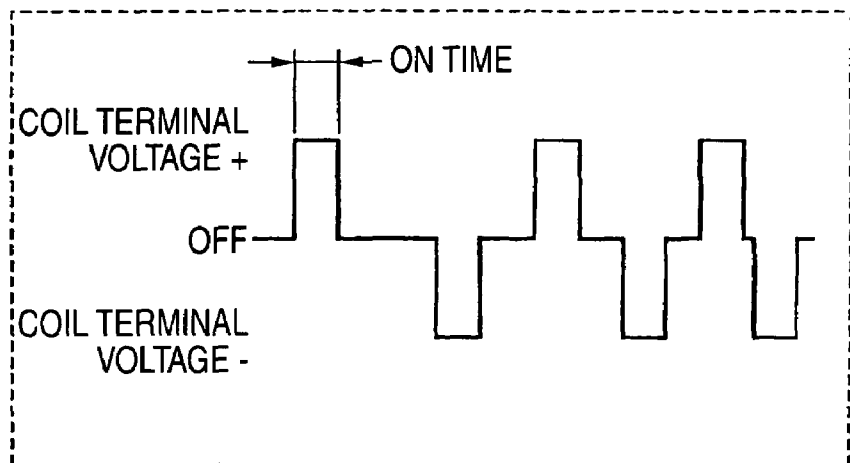 ON TIME
COIL TERMINAL
VOLTAGE +
OFF
COIL TERMINAL
VOLTAGE -